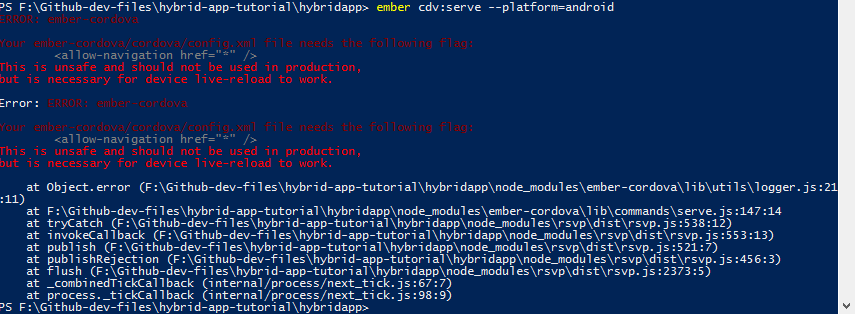 PS F:\Github-dev-files\hybrid-app-tutorial\hybridapp> ember cdv:serve --platform=android
ERROR: ember-cordova
Your ember-cordova/cordova/config.xml file needs the following flag:
<allow-navigation href="*" />
This is unsafe and should not be used in production,
but is necessary for device live-reload to work.
Error: ERROR: ember-cordova
Your ember-cordova/cordova/config.xml file needs the following flag:
<allow-navigation href="*" />
This is unsafe and should not be used in production,
but is necessary for device live-reload to work.
at Object.error (F:\Github-dev-files\hybrid-app-tutorial\hybridapp\node_modules\ember-cordova\lib\utils\logger.js:21
:11)
at F:\Github-dev-files\hybrid-app-tutorial\hybridapp\node_modules\ember-cordova\lib\commands\serve.js:147:14
at tryCatch (F:\Github-dev-files\hybrid-app-tutorial\hybridapp\node_modules\rsvp\dist\rsvp.js:538:12)
at invokeCallback (F:\Github-dev-files\hybrid-app-tutorial\hybridapp\node_modules\rsvp\dist\rsvp.js:553:13)
at publish (F:\Github-dev-files\hybrid-app-tutorial\hybridapp\node_modules\rsvp\dist\rsvp.js:521:7)
at publishRejection (F:\Github-dev-files\hybrid-app-tutorial\hybridapp\node_modules\rsvp\dist\rsvp.js:456:3)
at flush (F:\Github-dev-files\hybrid-app-tutorial\hybridapp\node_modules\rsvp\dist\rsvp.js:2373:5)
at _combinedTickCallback (internal/process/next_tick.js:67:7)
at process._tickCallback (internal/process/next_tick.js:98:9)
PS F:\Github-dev-files\hybrid-app-tutorial\hybridapp>